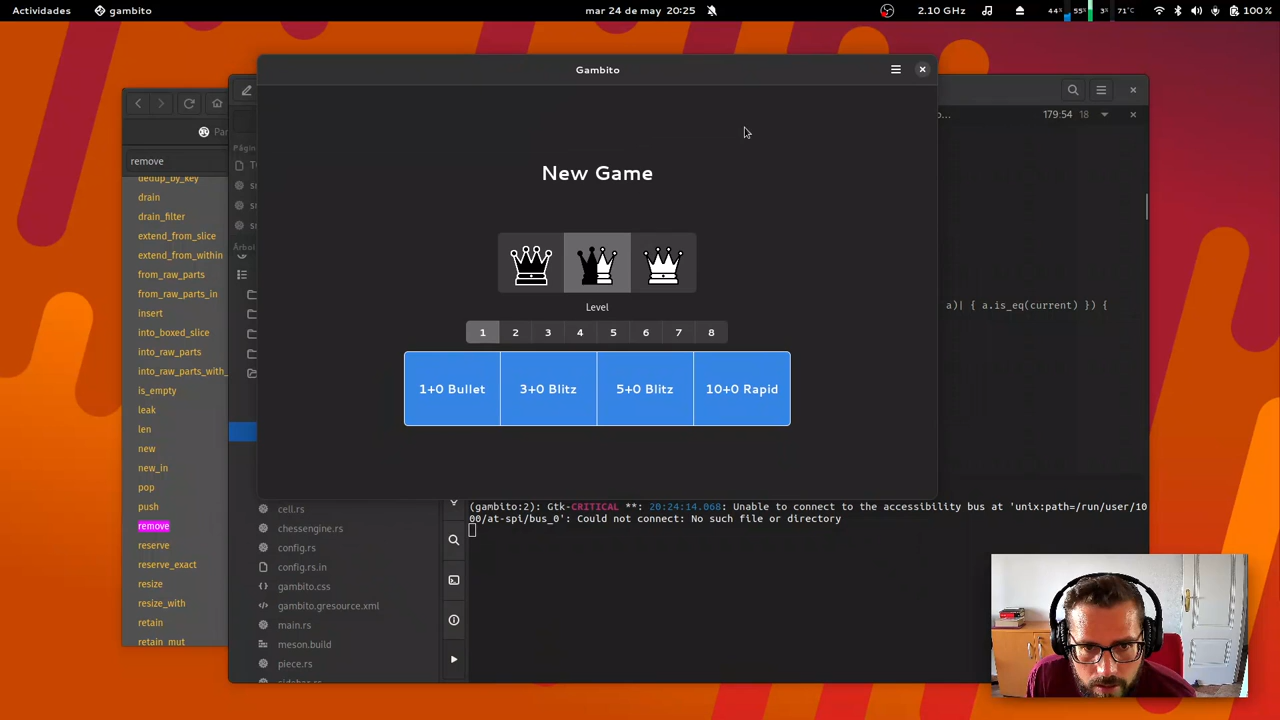 Actividades
gambito
mar 24 de may 20:25
2.10 GHz
44%
55%
3%
71°C
100 %
Gambito
New Game
Level
1 2 3 4 5 6 7 8
1+0 Bullet
3+0 Blitz
5+0 Blitz
10+0 Rapid
remove
dedup_by_key
drain
drain_filter
extend_from_slice
extend_from_within
from_raw_parts
from_raw_parts_in
insert
into_boxed_slice
into_raw_parts
into_raw_parts_with_
is_empty
leak
len
new
new_in
pop
push
remove
reserve
reserve_exact
resize
resize_with
retain
retain_mut
o...
179:54
18
a)| { a.is_eq(current) }) {
cell.rs
chessengine.rs
config.rs
config.rs.in
gambito.css
gambito.gresource.xml
main.rs
meson.build
piece.rs
(gambito:2): Gtk-CRITICAL **: 20:24:14.068: Unable to connect to the accessibility bus at 'unix:path=/run/user/10
00/at-spi/bus_0': Could not connect: No such file or directory